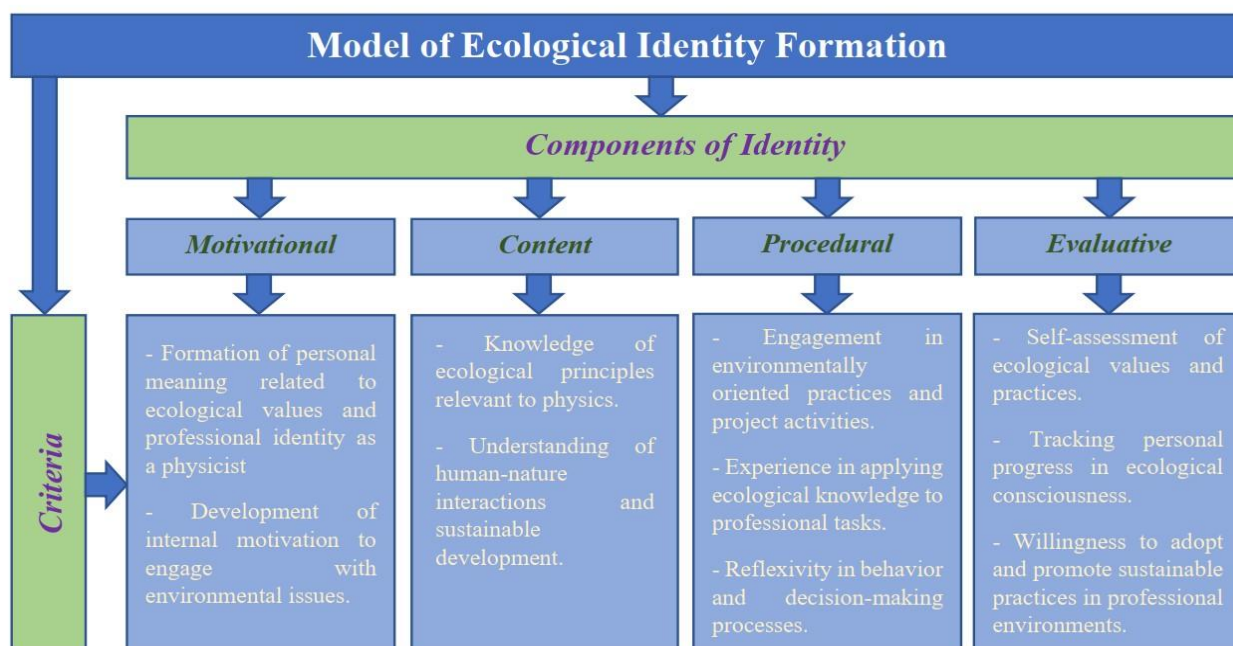 Model of Ecological Identity Formation
Components of Identity
Motivational
Content
Procedural
Evaluative
Criteria
- Formation of personal
meaning related to
ecological values and
professional identity as
a physicist
- Development of
internal motivation to
engage with
environmental issues.
- Knowledge of
ecological principles
relevant to physics.
- Understanding of
human-nature
interactions and
sustainable
development.
- Engagement in
environmentally
oriented practices and
project activities.
- Experience in applying
ecological knowledge to
professional tasks.
- Reflexivity in behavior
and decision-making
processes.
- Self-assessment of
ecological values and
practices.
- Tracking personal
progress in ecological
consciousness.
- Willingness to adopt
and promote sustainable
practices in professional
environments.